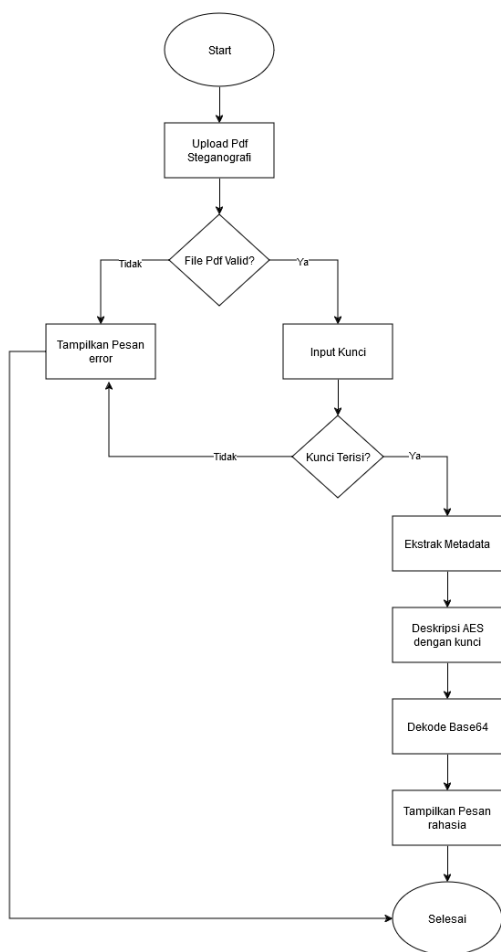 Start
Upload Pdf
Steganografi
File Pdf Valid?
Tidak
Ya
Tampilkan Pesan
error
Input Kunci
Kunci Terisi?
Tidak
Ya
Ekstrak Metadata
Deskripsi AES
dengan kunci
Dekode Base64
Tampilkan Pesan
rahasia
Selesai